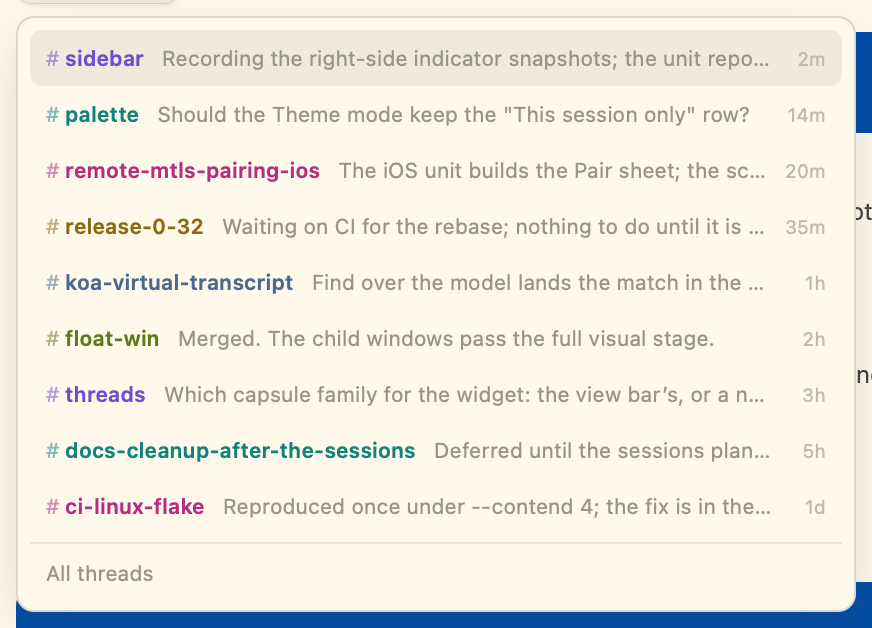 # sidebar Recording the right-side indicator snapshots; the unit repo... 2m
# palette Should the Theme mode keep the "This session only" row? 14m
# remote-mtls-pairing-ios The iOS unit builds the Pair sheet; the sc... 20m
# release-0-32 Waiting on CI for the rebase; nothing to do until it is ... 35m
# koa-virtual-transcript Find over the model lands the match in the ... 1h
# float-win Merged. The child windows pass the full visual stage. 2h
# threads Which capsule family for the widget: the view bar’s, or a n... 3h
# docs-cleanup-after-the-sessions Deferred until the sessions plan... 5h
# ci-linux-flake Reproduced once under --contend 4; the fix is in the... 1d
All threads